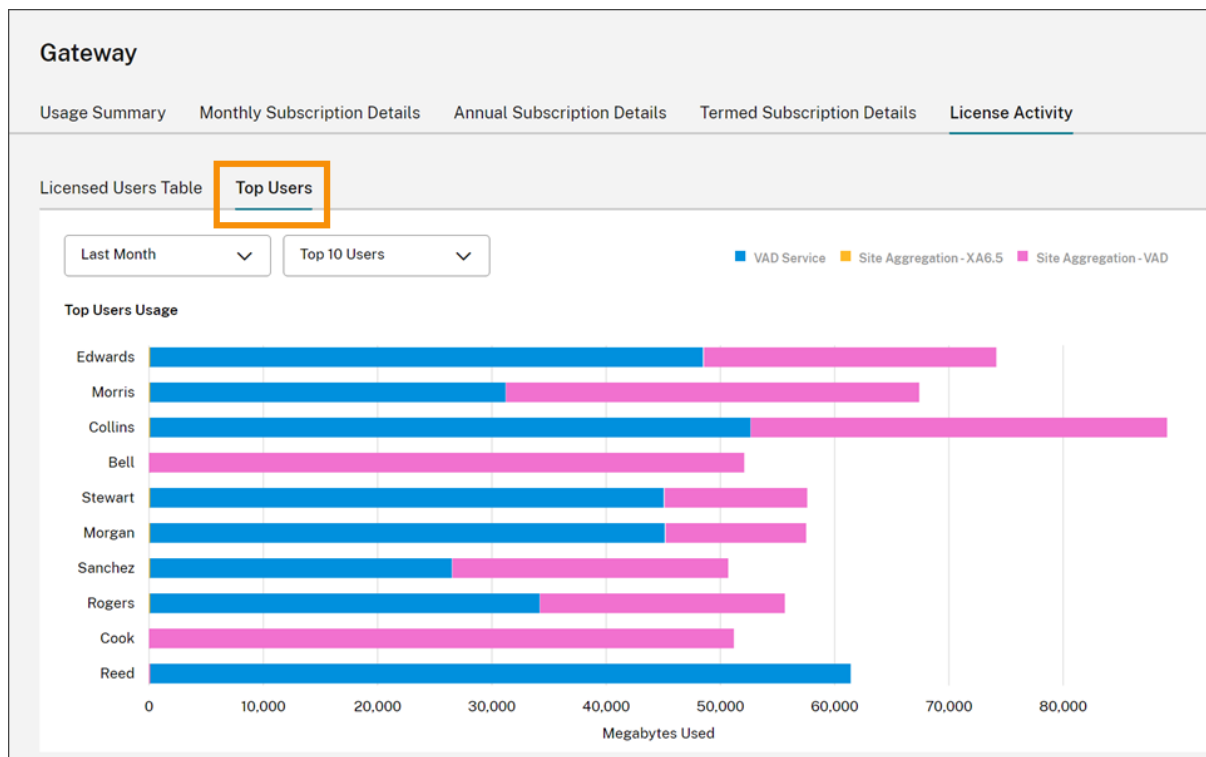 Gateway
Usage Summary Monthly Subscription Details Annual Subscription Details Termed Subscription Details License Activity
Licensed Users Table Top Users
Last Month Top 10 Users VAD Service Site Aggregation-XA6.5 Site Aggregation-VAD
Top Users Usage
Edwards
Morris
Collins
Bell
Stewart
Morgan
Sanchez
Rogers
Cook
Reed
0 10,000 20,000 30,000 40,000 50,000 60,000 70,000 80,000
Megabytes Used